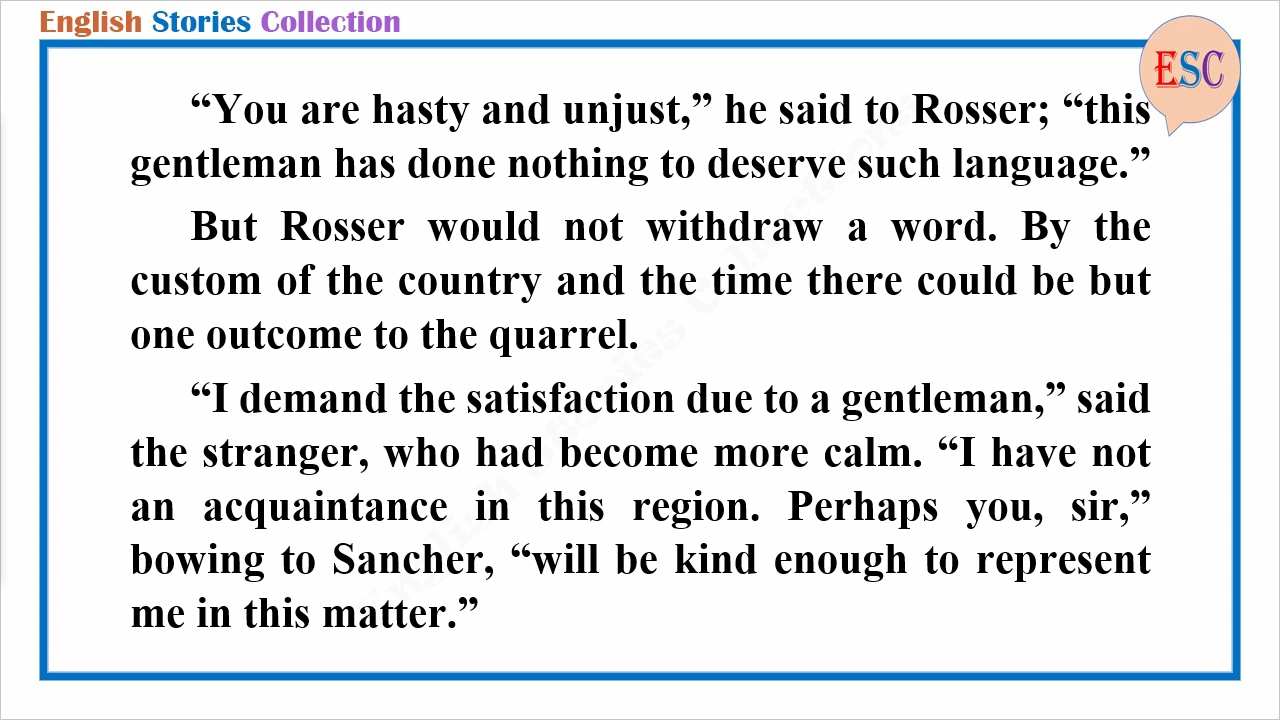 English Stories Collection
ESC
“You are hasty and unjust,” he said to Rosser; “this
gentleman has done nothing to deserve such language.”
But Rosser would not withdraw a word. By the
custom of the country and the time there could be but
one outcome to the quarrel.
“I demand the satisfaction due to a gentleman,” said
the stranger, who had become more calm. “I have not
an acquaintance in this region. Perhaps you, sir,”
bowing to Sancher, “will be kind enough to represent
me in this matter.”
English Stories Collections